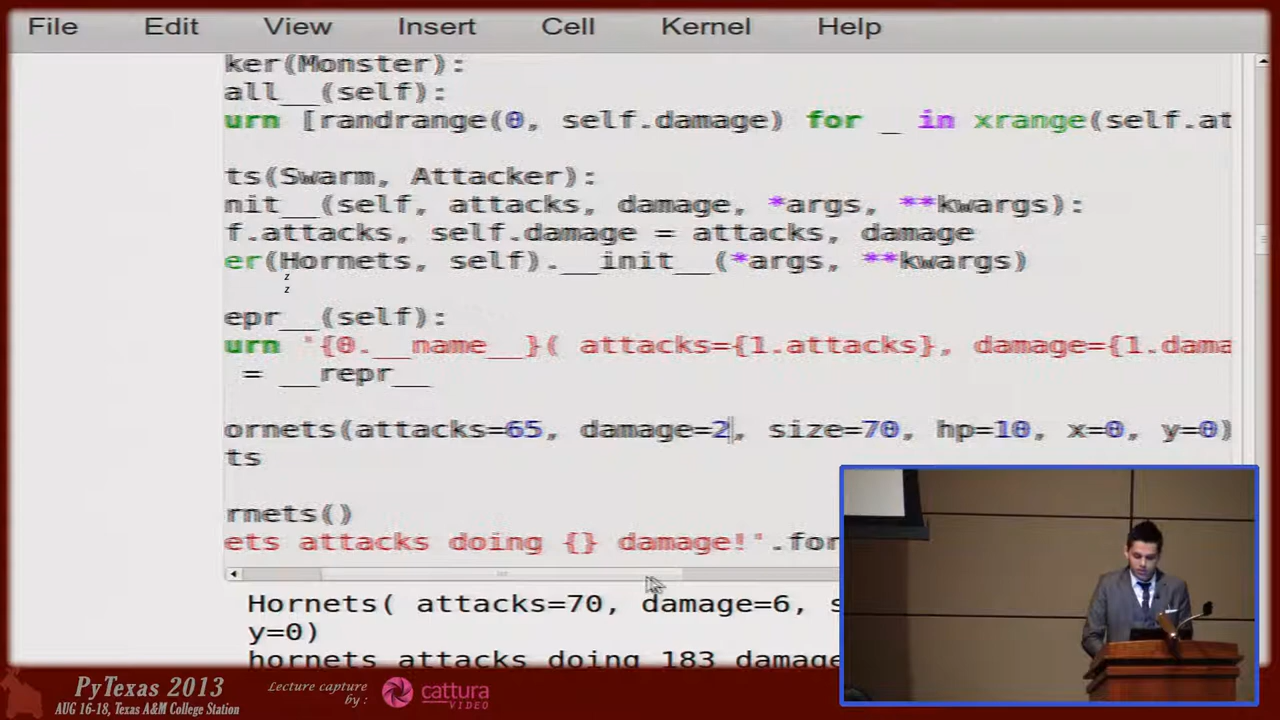 File Edit View Insert Cell Kernel Help
ker(Monster):
all__(self):
urn [randrange(0, self.damage) for _ in xrange(self.at
ts(Swarm, Attacker):
nit__(self, attacks, damage, *args, **kwargs):
f.attacks, self.damage = attacks, damage
er(Hornets, self).__init__(*args, **kwargs)
z
z
epr__(self):
urn '{0.__name__}( attacks={1.attacks}, damage={1.dama
= __repr__
ornets(attacks=65, damage=2, size=70, hp=10, x=0, y=0)
ts
rnets()
ets attacks doing {} damage!'.for
Hornets( attacks=70, damage=6, s
y=0)
hornets attacks doing 183 damage
PyTexas 2013
AUG 16-18, Texas A&M College Station
Lecture capture
by :
cattura
VIDEO